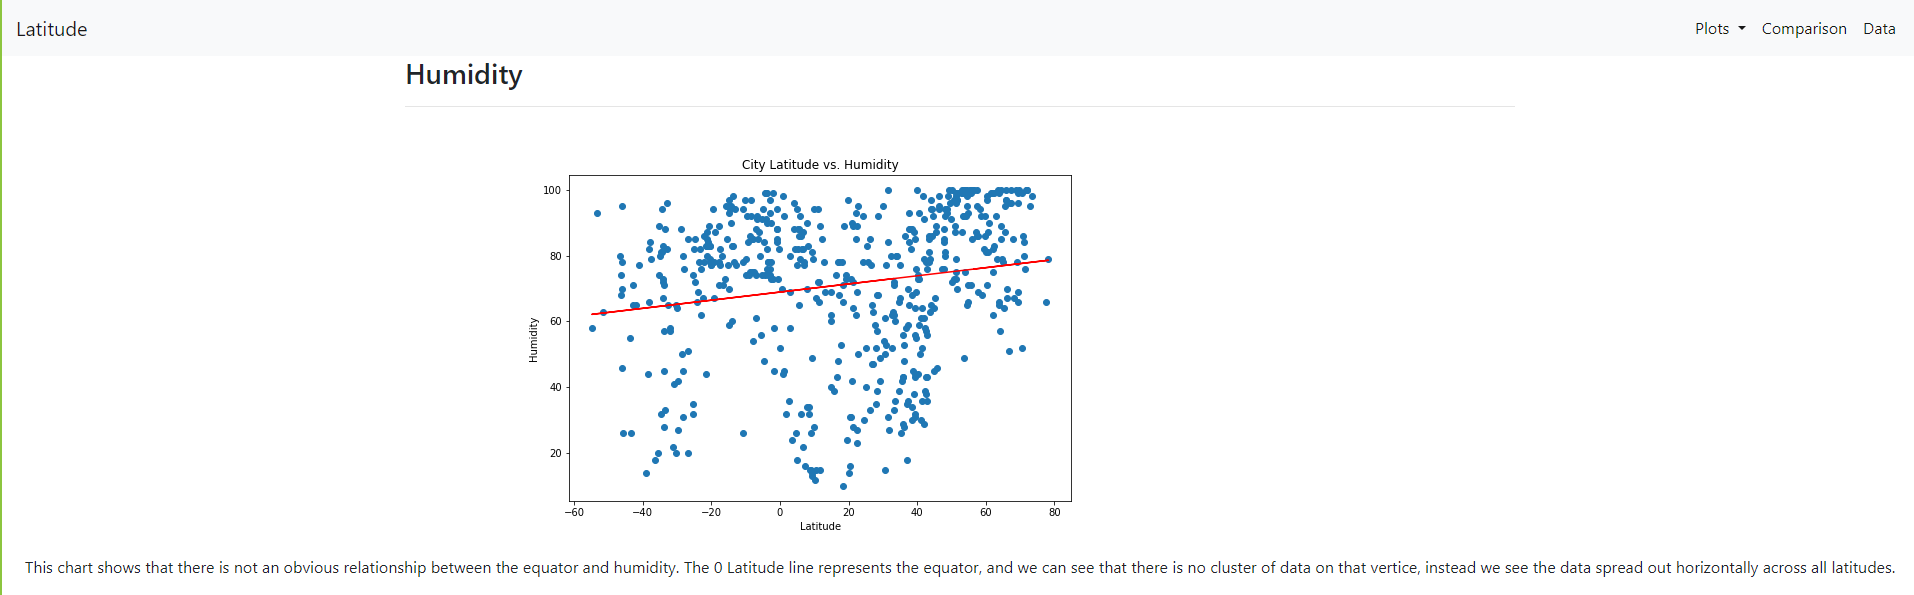 Latitude
Plots Comparison Data
Humidity
City Latitude vs. Humidity
100
80
60
40
20
Humidity
−60 −40 −20 0 20 40 60 80
Latitude
This chart shows that there is not an obvious relationship between the equator and humidity. The 0 Latitude line represents the equator, and we can see that there is no cluster of data on that vertice, instead we see the data spread out horizontally across all latitudes.